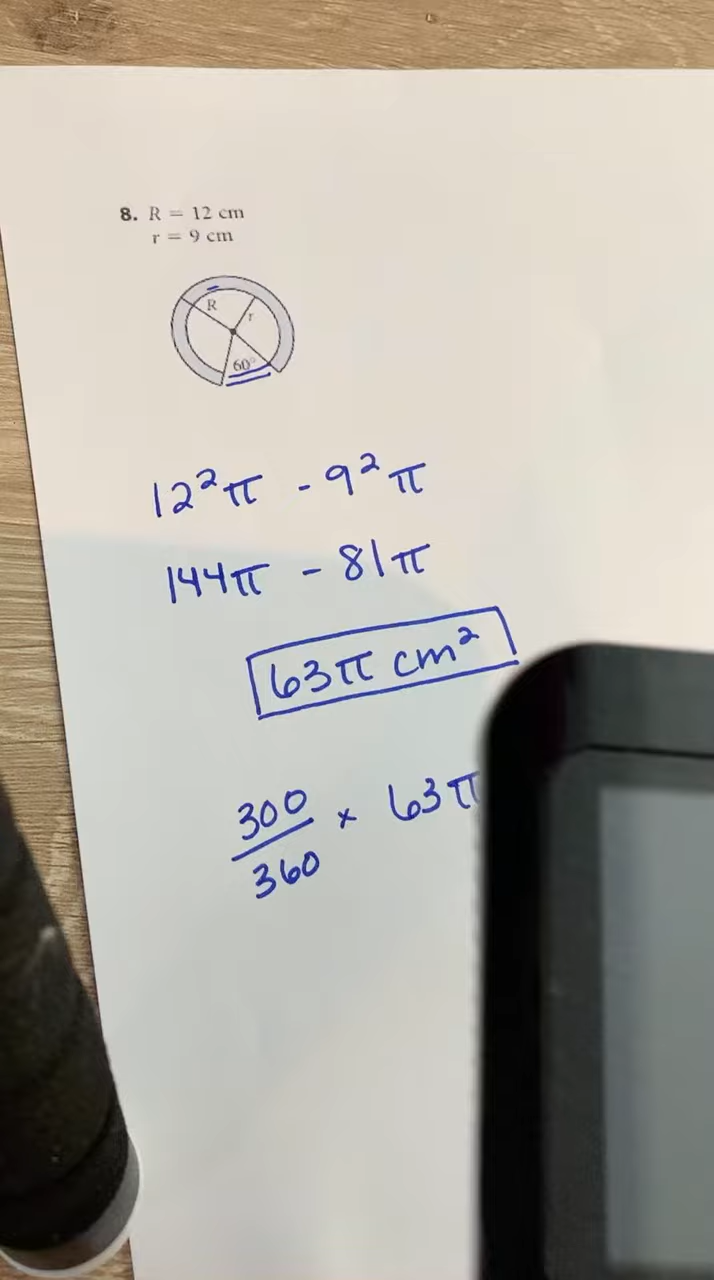 8. R = 12 cm
r = 9 cm
R
r
60°
12²π - 9²π
144π - 81π
63π cm²
300/360 × 63π